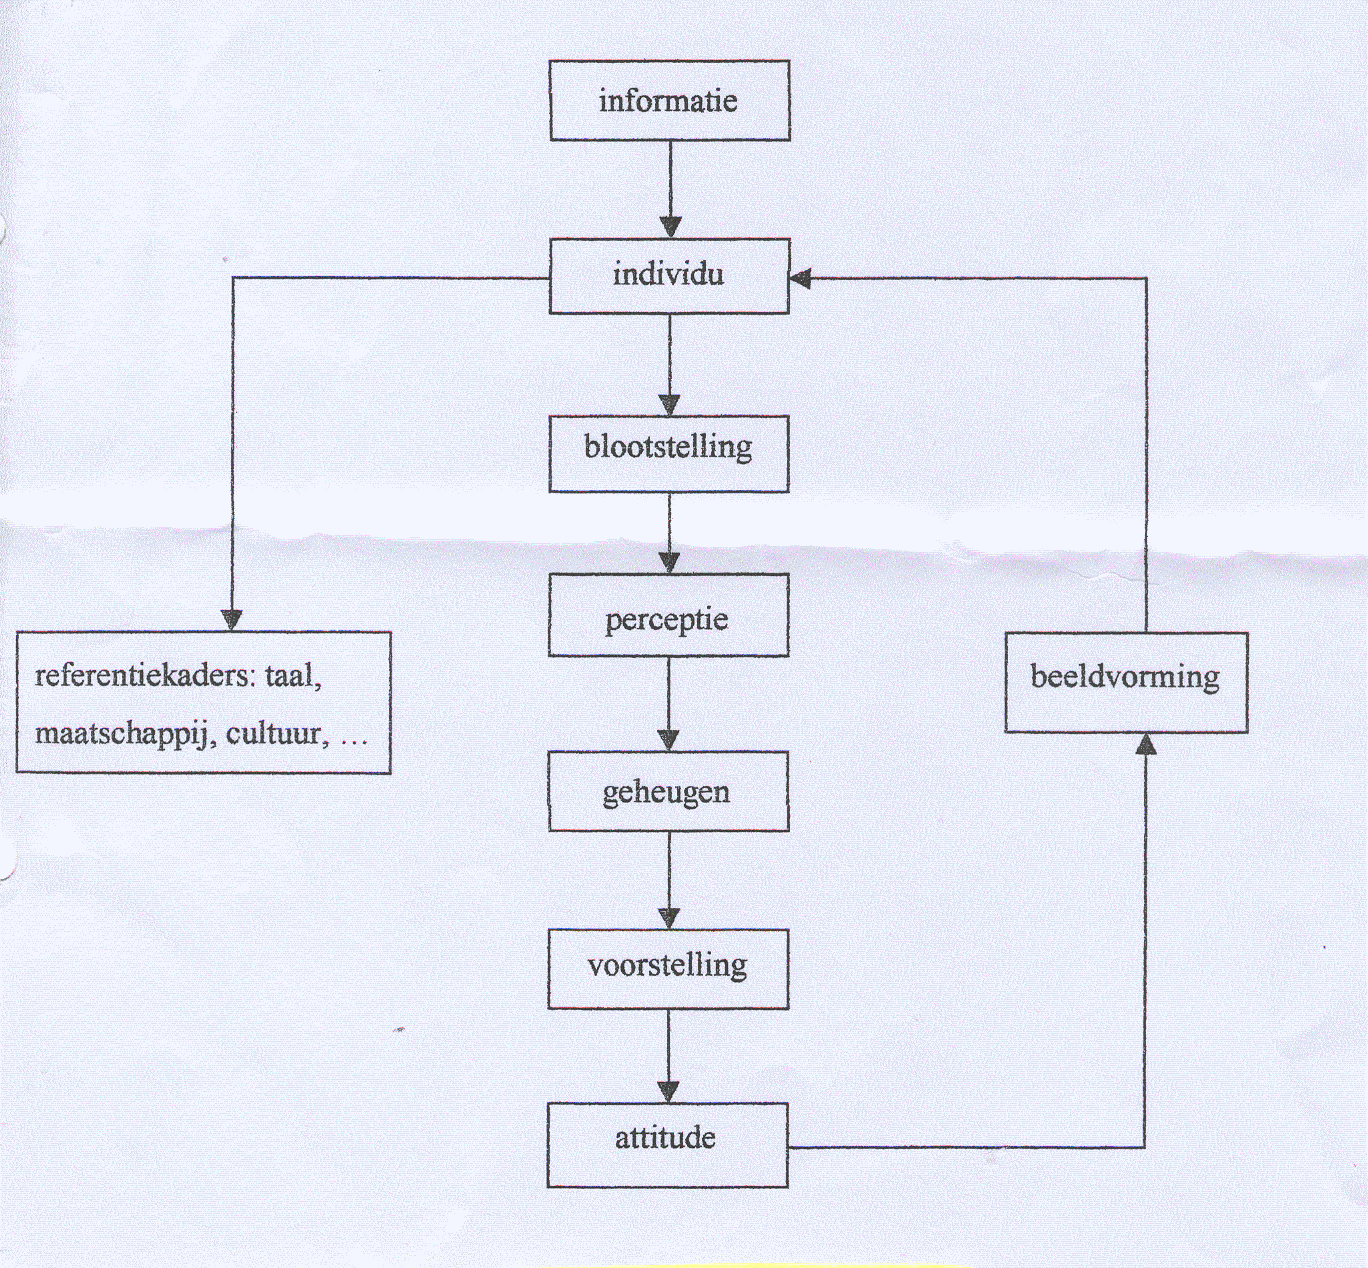 informatie
individu
blootstelling
perceptie
referentiekaders: taal,
maatschappij, cultuur, …
beeldvorming
geheugen
voorstelling
attitude